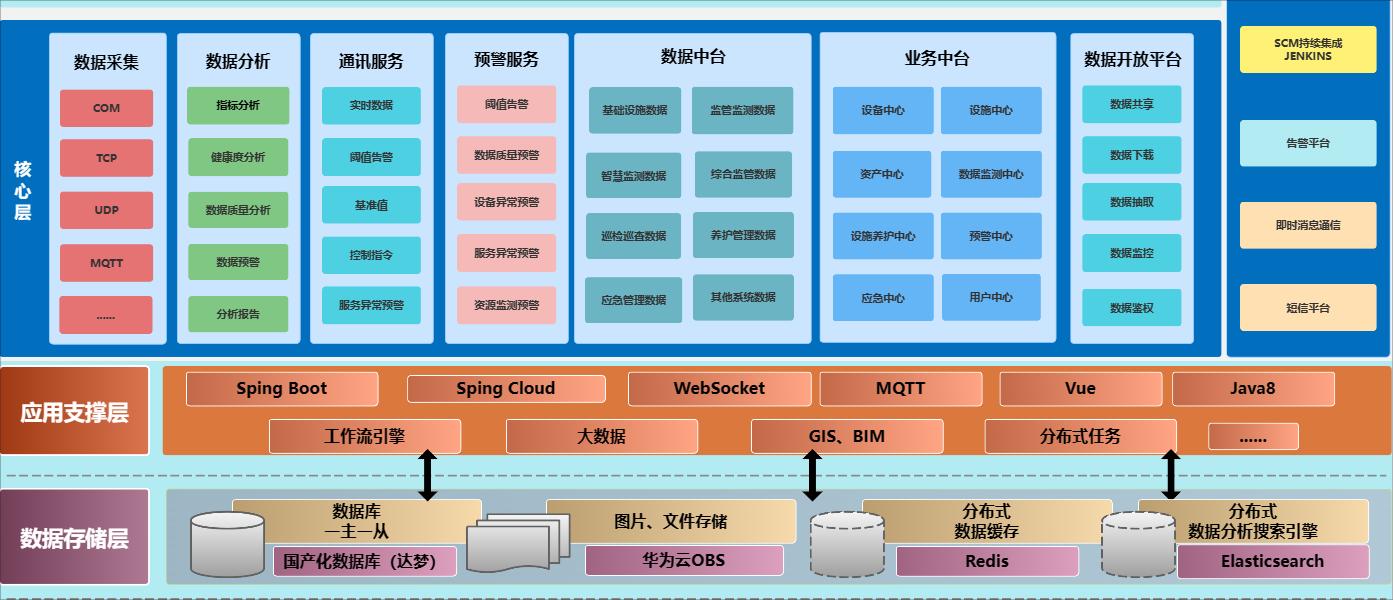 核心层
数据采集
COM
TCP
UDP
MQTT
......
数据分析
指标分析
健康度分析
数据质量分析
数据预警
分析报告
通讯服务
实时数据
阈值告警
基准值
控制指令
服务异常预警
预警服务
阈值告警
数据质量预警
设备异常预警
服务异常预警
资源监测预警
数据中台
基础设施数据
监管监测数据
智慧监测数据
综合监管数据
巡检巡查数据
养护管理数据
应急管理数据
其他系统数据
业务中台
设备中心
设施中心
资产中心
数据监测中心
设施养护中心
预警中心
应急中心
用户中心
数据开放平台
数据共享
数据下载
数据抽取
数据监控
数据鉴权
SCM持续集成
JENKINS
告警平台
即时消息通信
短信平台
应用支撑层
Sping Boot
Sping Cloud
WebSocket
MQTT
Vue
Java8
工作流引擎
大数据
GIS、BIM
分布式任务
......
数据存储层
数据库
一主一从
国产化数据库（达梦）
图片、文件存储
华为云OBS
分布式
数据缓存
Redis
分布式
数据分析搜索引擎
Elasticsearch